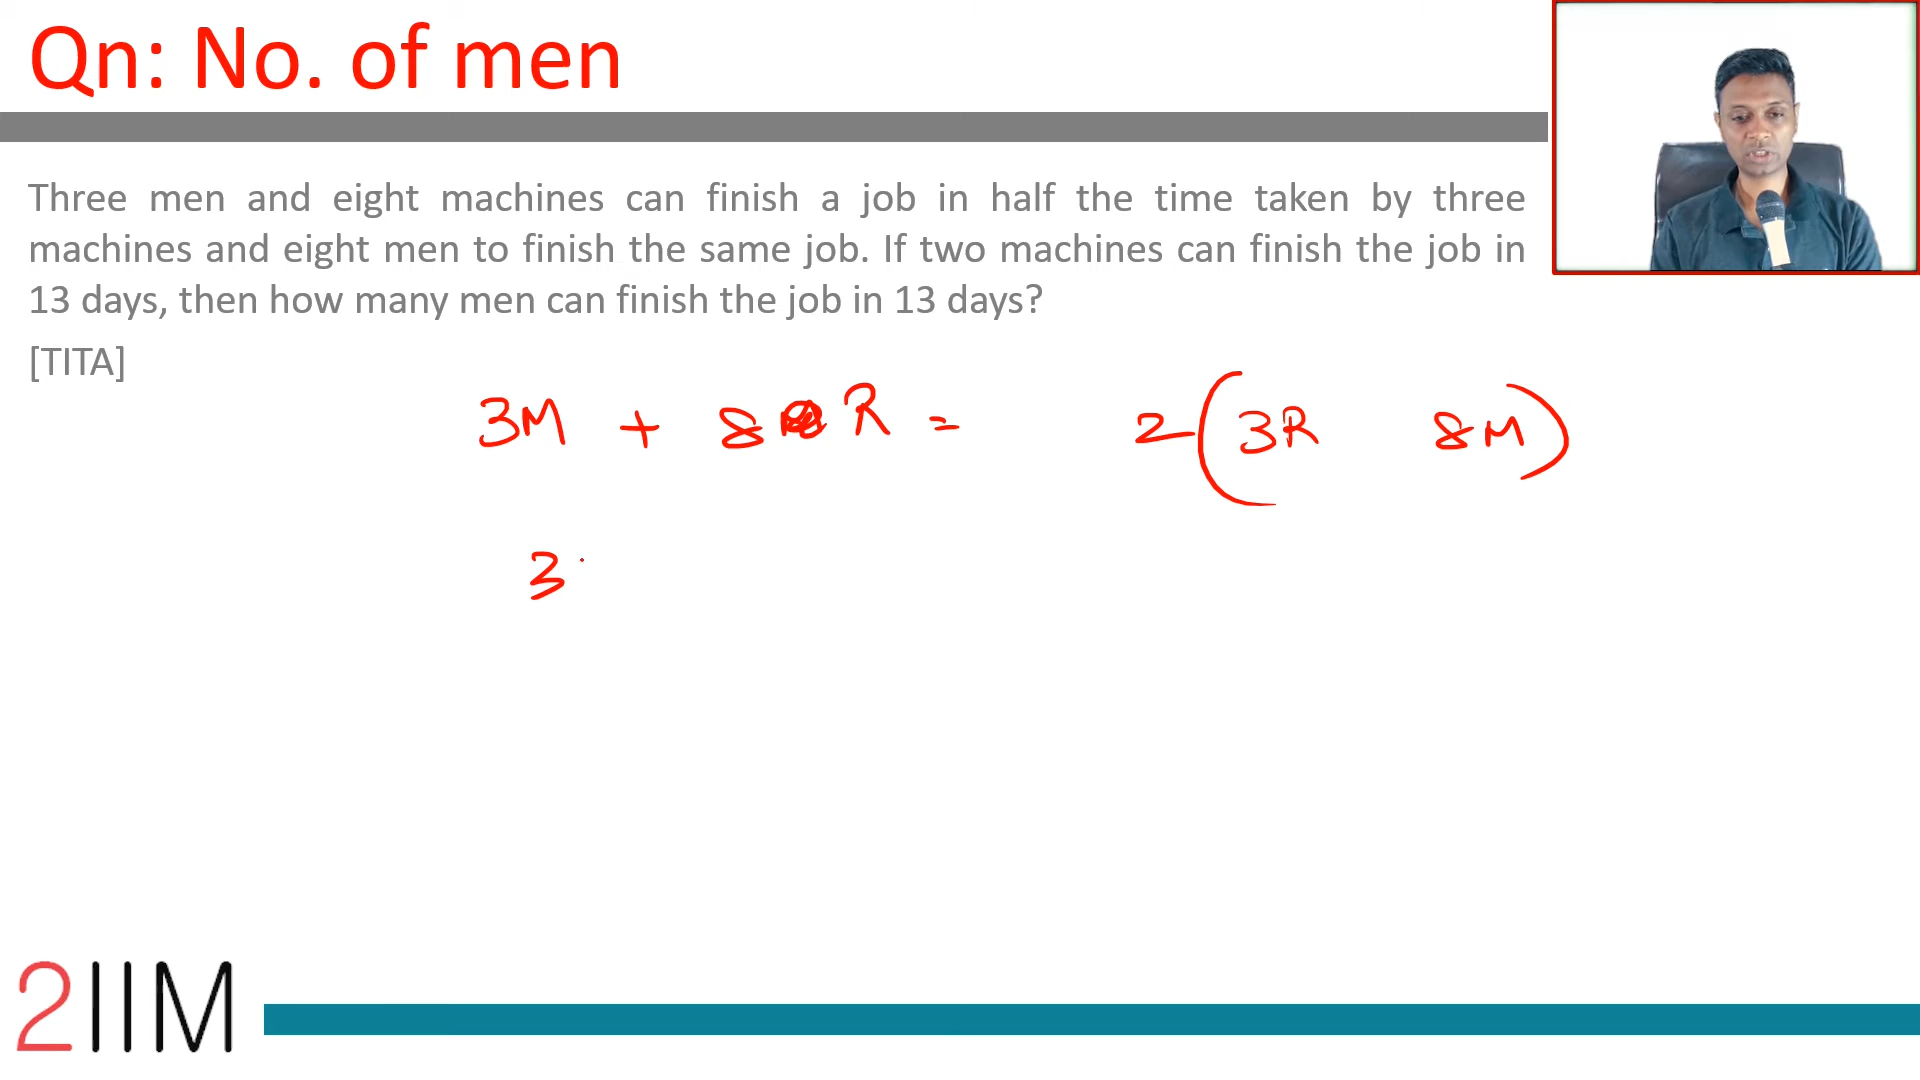 Qn: No. of men
Three men and eight machines can finish a job in half the time taken by three
machines and eight men to finish the same job. If two machines can finish the job in
13 days, then how many men can finish the job in 13 days?
[TITA]
3M + 8 R = 2(3R 8M)
3
2IIM